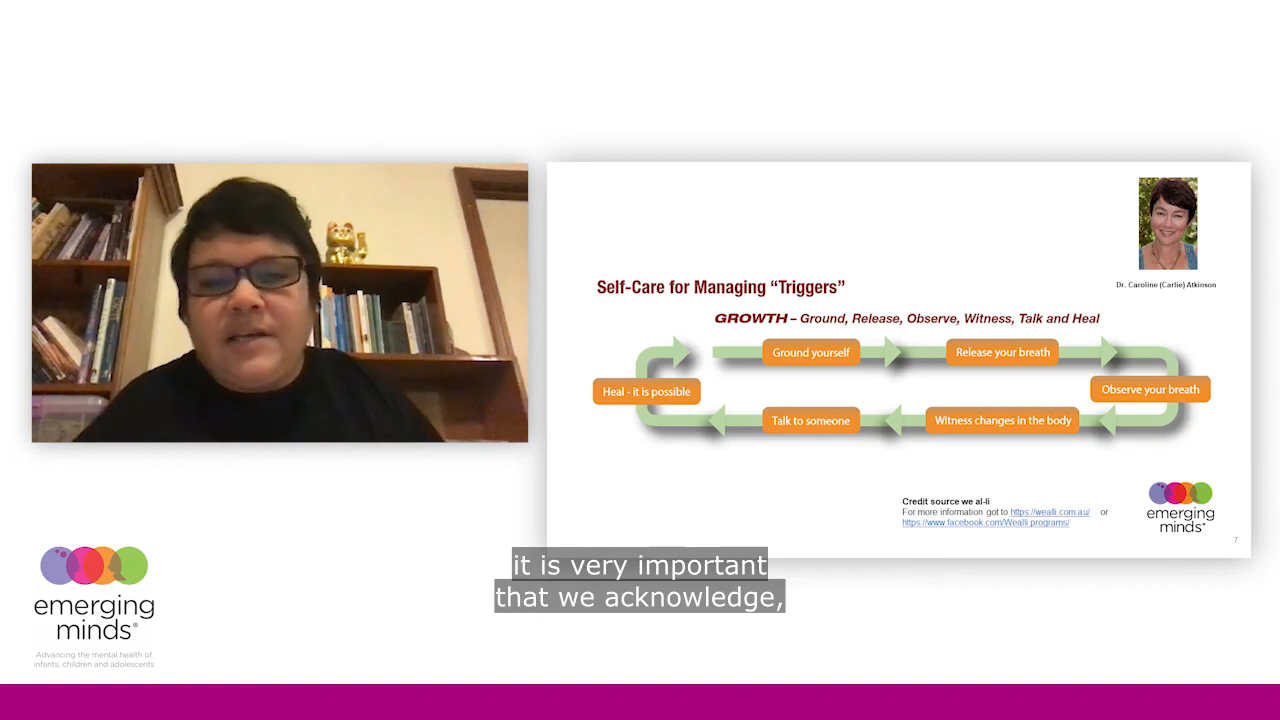 Dr. Caroline (Carlie) Atkinson
Self-Care for Managing “Triggers”
GROWTH – Ground, Release, Observe, Witness, Talk and Heal
Ground yourself
Release your breath
Observe your breath
Witness changes in the body
Talk to someone
Heal - it is possible
Credit source we al-li
For more information got to https://wealli.com.au/ or
https://www.facebook.com/Wealli.programs/
emerging
minds®
7
it is very important
that we acknowledge,
emerging
minds®
Advancing the mental health of
infants, children and adolescents